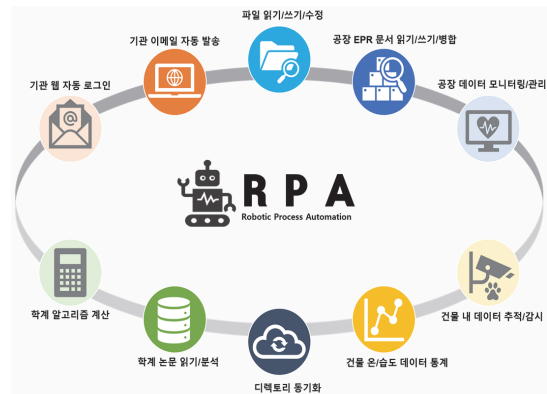 파일 읽기/쓰기/수정
기관 이메일 자동 발송
공장 EPR 문서 읽기/쓰기/병합
기관 웹 자동 로그인
공장 데이터 모니터링/관리
@
RPA
Robotic Process Automation
학계 알고리즘 계산
건물 내 데이터 추적/감시
학계 논문 읽기/분석
건물 온/습도 데이터 통계
디렉토리 동기화